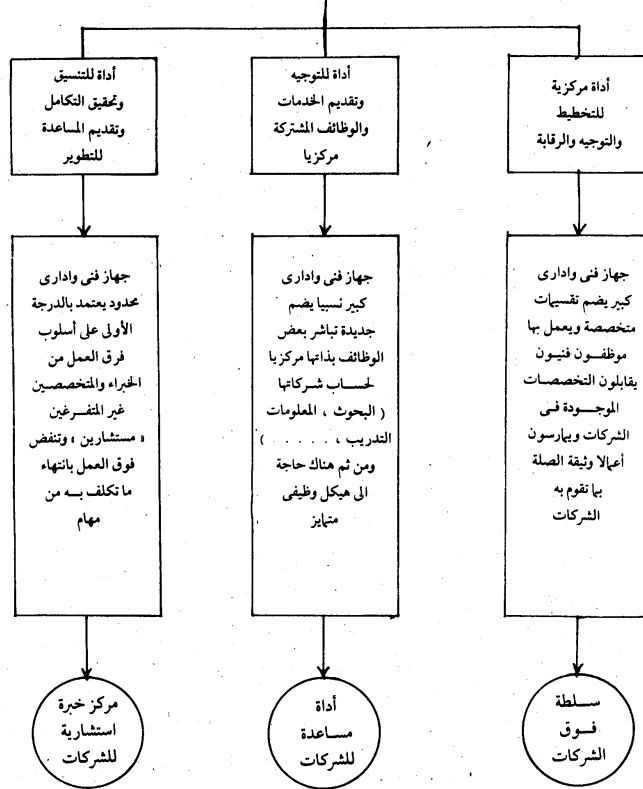 أداة مركزية
للتخطيط
والتوجيه والرقابة
أداة للتوجيه
وتقديم الخدمات
والوظائف المشتركة
مركزيا
أداة للتنسيق
وتحقيق التكامل
وتقديم المساعدة
للتطوير
جهاز فنى وادارى
كبير يضم تقسيمات
متخصصة ويعمل بها
موظفون فنيون
يقابلون التخصصات
الموجودة فى
الشركات ويمارسون
أعمالا وثيقة الصلة
بما تقوم به
الشركات
جهاز فنى وادارى
كبير نسبيا يضم
جديدة تباشر بعض
الوظائف بذاتها مركزيا
لحساب شركاتها
( البحوث ، المعلومات
التدريب ، . . . . . )
ومن ثم هناك حاجة
الى هيكل وظيفى
متمايز
جهاز فنى وادارى
محدود يعتمد بالدرجة
الأولى على أسلوب
فرق العمل من
الخبراء والمتخصصين
غير المتفرغين
« مستشارين » وتنفض
فوق العمل بانتهاء
ما تكلف به من
مهام
سلطة
فوق
الشركات
أداة
مساعدة
للشركات
مركز خبرة
استشارية
للشركات